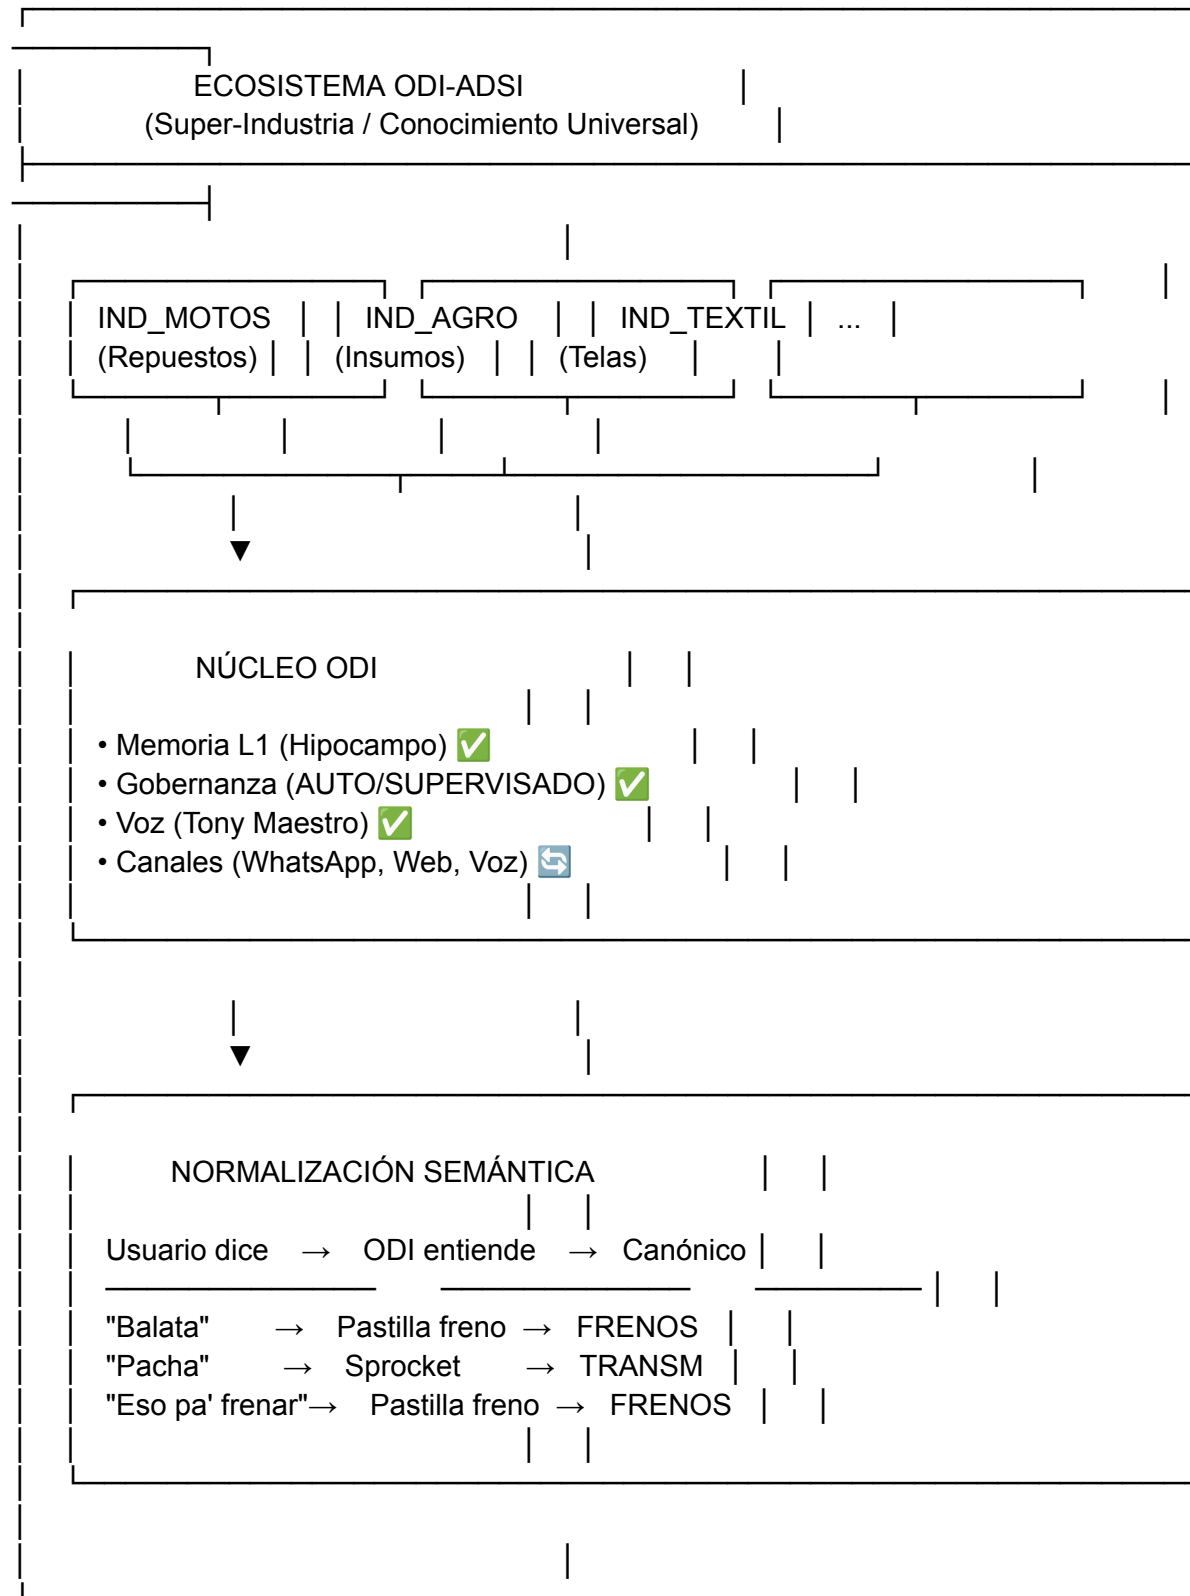 ECOSISTEMA ODI-ADSI
(Super-Industria / Conocimiento Universal)
IND_MOTOS │ │ IND_AGRO │ │ IND_TEXTIL │ ... │
(Repuestos) │ │ (Insumos) │ │ (Telas) │ │
▼
NÚCLEO ODI
• Memoria L1 (Hipocampo) ✅
• Gobernanza (AUTO/SUPERVISADO) ✅
• Voz (Tony Maestro) ✅
• Canales (WhatsApp, Web, Voz) 🔄
▼
NORMALIZACIÓN SEMÁNTICA
Usuario dice → ODI entiende → Canónico
"Balata" → Pastilla freno → FRENOS
"Pacha" → Sprocket → TRANSM
"Eso pa' frenar"→ Pastilla freno → FRENOS